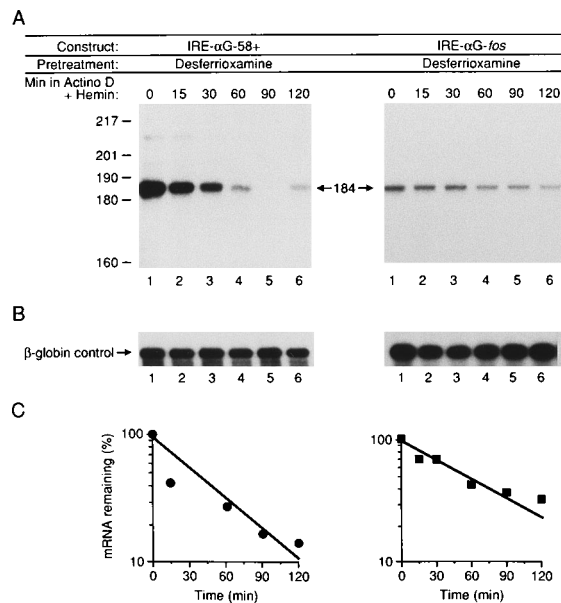 A
Construct: IRE-αG-58+ IRE-αG-fos
Pretreatment: Desferrioxamine Desferrioxamine
Min in Actino D
+ Hemin: 0 15 30 60 90 120 0 15 30 60 90 120
217 –
201 –
190 –
180 –
160 –
←184→
1 2 3 4 5 6 1 2 3 4 5 6
B
β-globin control →
1 2 3 4 5 6 1 2 3 4 5 6
C
mRNA remaining (%)
100 100
10 10
0 30 60 90 120 0 30 60 90 120
Time (min) Time (min)